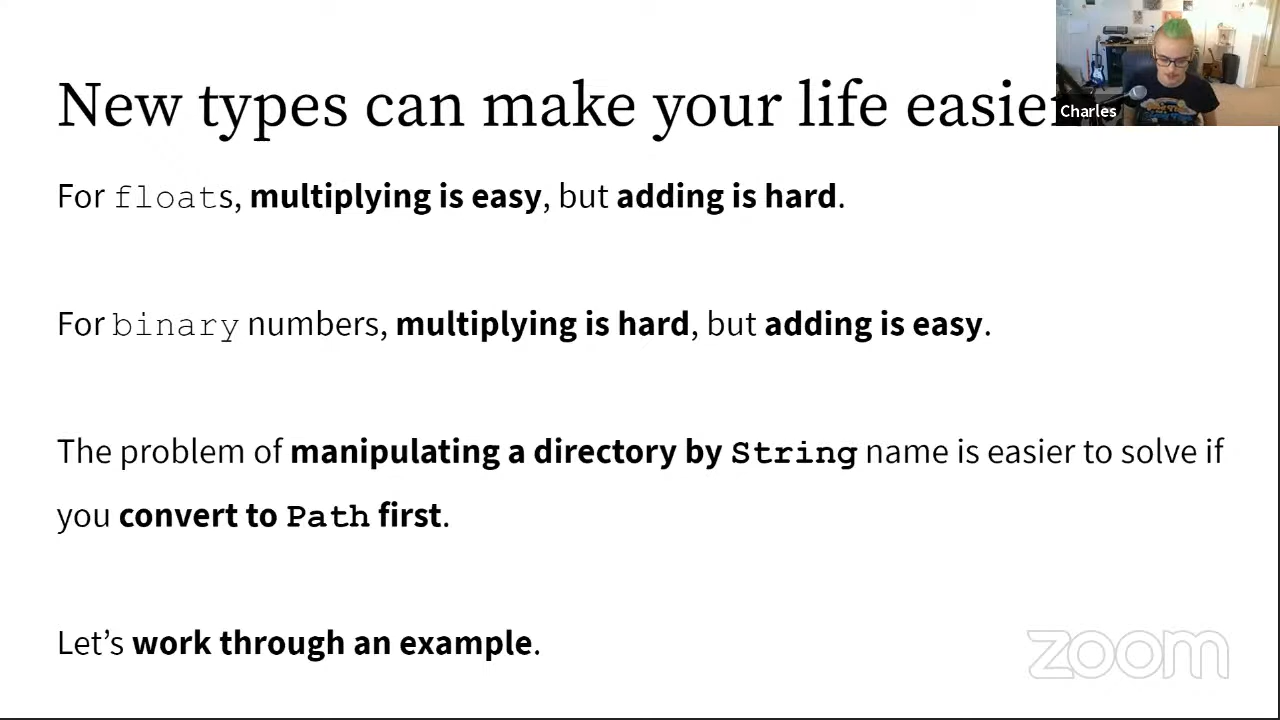 New types can make your life easier
Charles
For floats, multiplying is easy, but adding is hard.
For binary numbers, multiplying is hard, but adding is easy.
The problem of manipulating a directory by String name is easier to solve if
you convert to Path first.
Let’s work through an example.
zoom